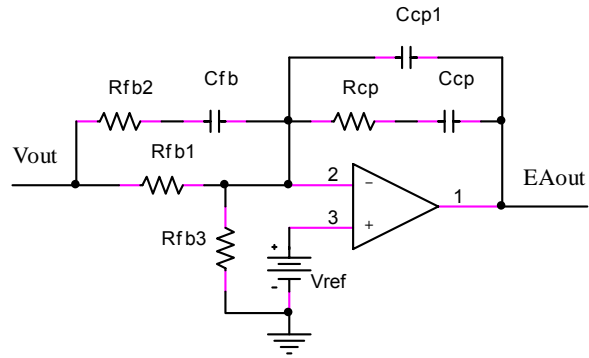 Ccp1
Rfb2
Cfb
Rcp
Ccp
Vout
Rfb1
2
−
1
EAout
3
+
Rfb3
+
-
Vref